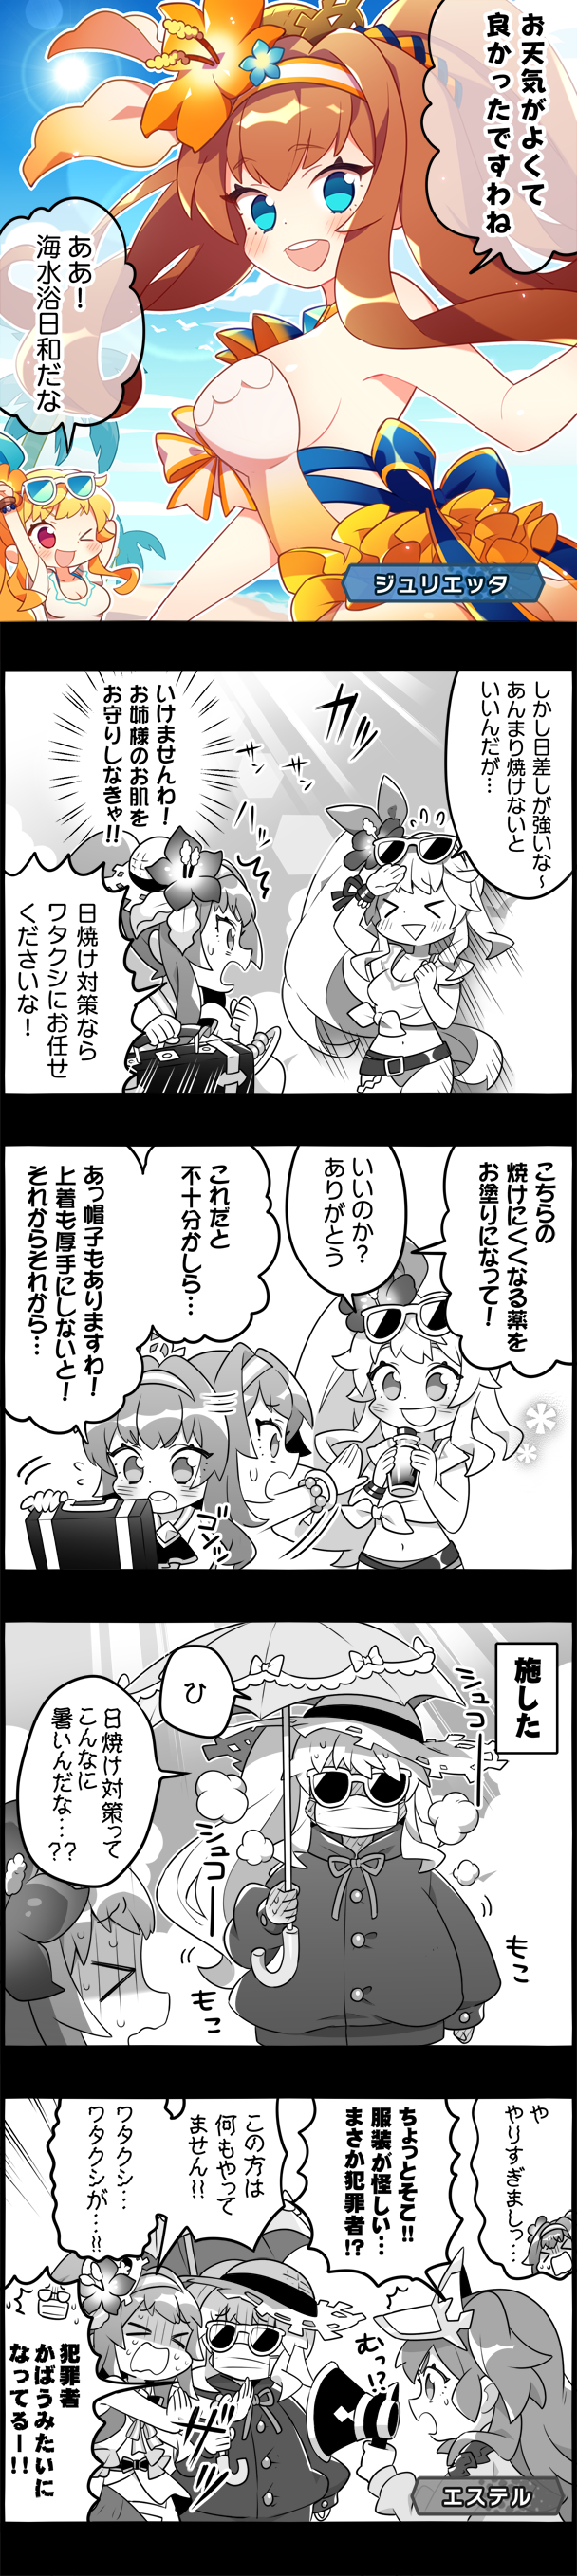 お天気がよくて
良かったですわね
ああ！
海水浴日和だな
ジュリエッタ
しかし日差しが強いな～
あんまり焼けないと
いいんだが…
カッ
サン
サン
いけませんわ！
お姉様のお肌を
お守りしなきゃ!!
日焼け対策なら
ワタクシにお任せ
くださいな！
こちらの
焼けにくくなる薬を
お塗りになって！
いいのか？
ありがとう
これだと
不十分かしら…
あっ帽子もありますわ！
上着も厚手にしないと！
それからそれから…
ゴソッ
施した
ひ
シュコー
シュコー
日焼け対策って
こんなに
暑いんだな…??
もこ
もこ
や
やりすぎましっ…
ちょっとそこ!!
服装が怪しい…
まさか犯罪者!?
この方は
何もやって
ません!!
ワタクシ…
ワタクシが…!!
むっ!?
ザッ
犯罪者
かばうみたいに
なってるー!!
エステル